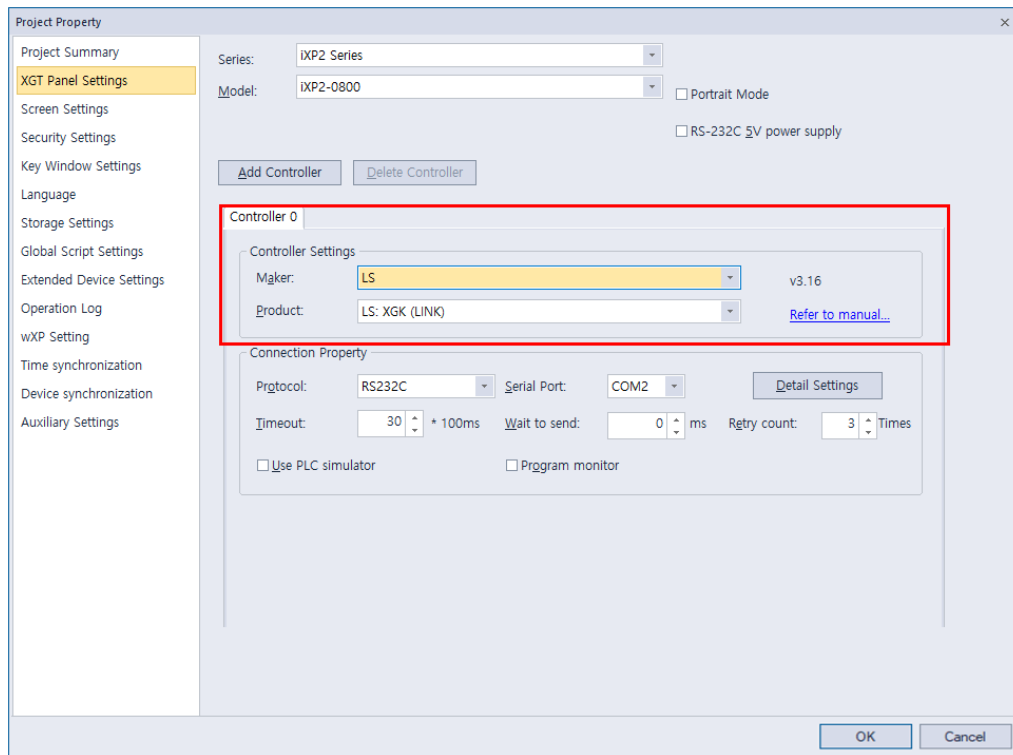 Project Property
Project Summary
XGT Panel Settings
Screen Settings
Security Settings
Key Window Settings
Language
Storage Settings
Global Script Settings
Extended Device Settings
Operation Log
wXP Setting
Time synchronization
Device synchronization
Auxiliary Settings
Series: iXP2 Series
Model: iXP2-0800
Portrait Mode
RS-232C 5V power supply
Add Controller Delete Controller
Controller 0
Controller Settings
Maker: LS v3.16
Product: LS: XGK (LINK) Refer to manual...
Connection Property
Protocol: RS232C Serial Port: COM2 Detail Settings
Timeout: 30 * 100ms Wait to send: 0 ms Retry count: 3 Times
Use PLC simulator Program monitor
OK Cancel